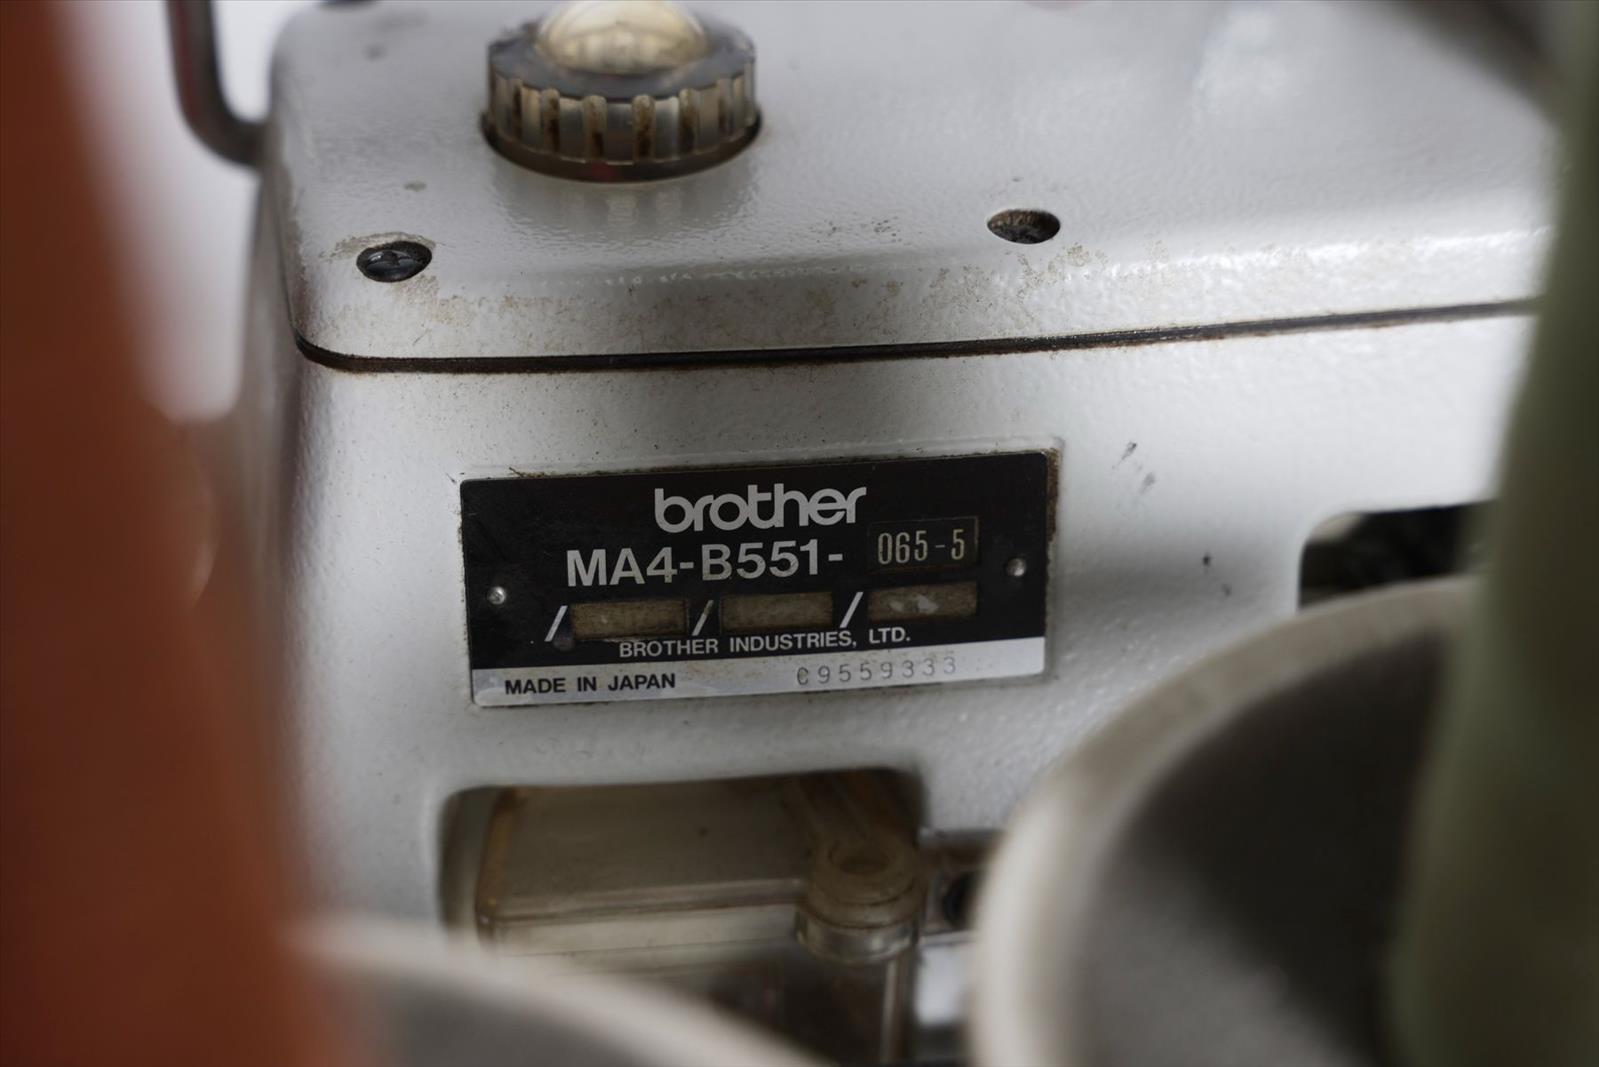 brother
MA4-B551- 065-5
/ / /
BROTHER INDUSTRIES, LTD.
MADE IN JAPAN C9559333